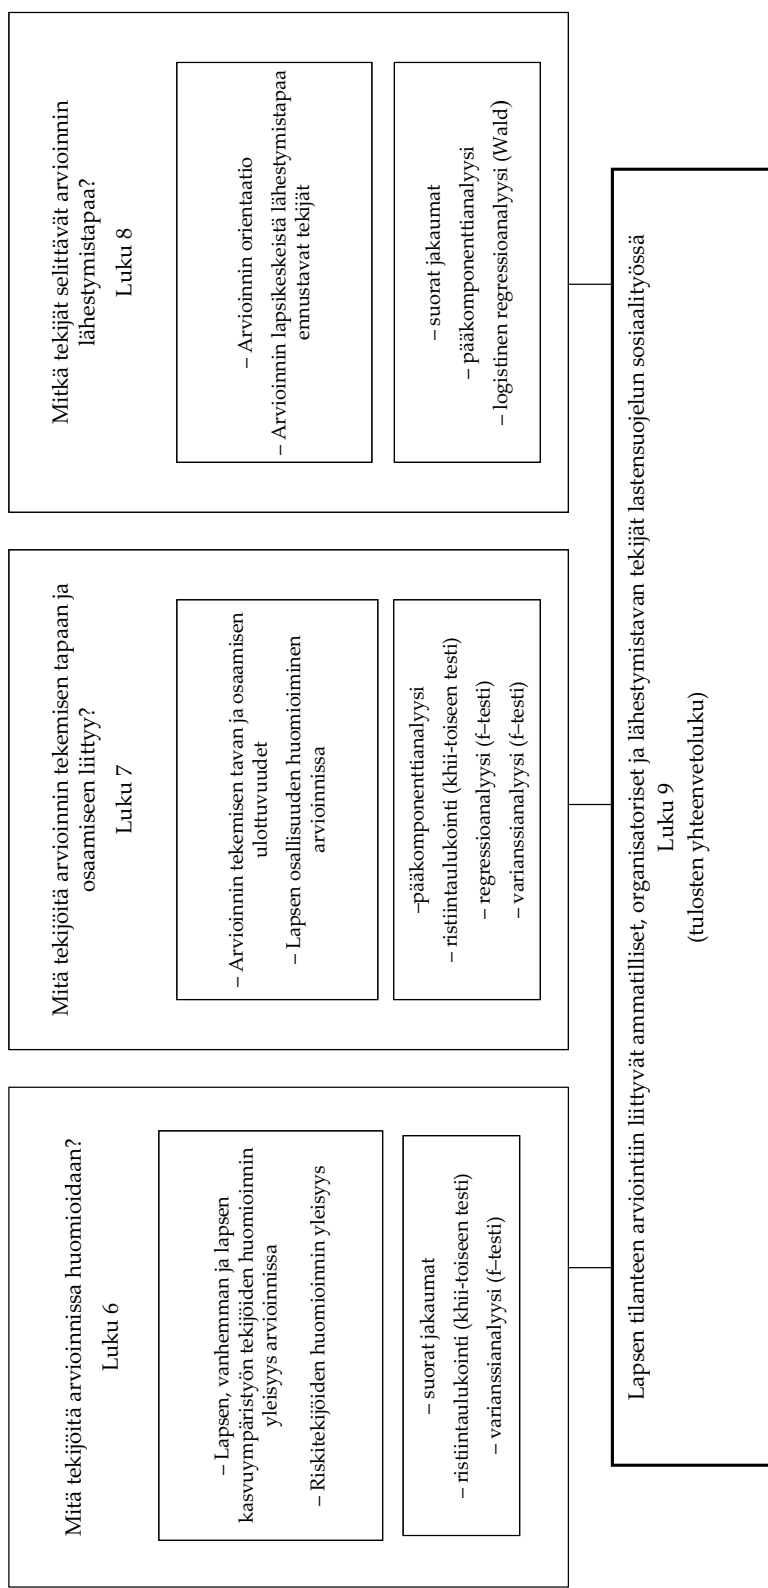 Mitä tekijöitä arvioinnissa huomioidaan?
Luku 6
– Lapsen, vanhemman ja lapsen
kasvuympäristyön tekijöiden huomioinnin
yleisyys arvioinnissa
– Riskitekijöiden huomioinnin yleisyys
– suorat jakaumat
– ristiintaulukointi (khii-toiseen testi)
– varianssianalyysi (f–testi)
Mitä tekijöitä arvioinnin tekemisen tapaan ja
osaamiseen liittyy?
Luku 7
– Arvioinnin tekemisen tavan ja osaamisen
ulottuvuudet
– Lapsen osallisuuden huomioiminen
arvioinnissa
–pääkomponenttianalyysi
– ristiintaulukointi (khii-toiseen testi)
– regressioanalyysi (f–testi)
– varianssianalyysi (f–testi)
Mitkä tekijät selittävät arvioinnin
lähestymistapaa?
Luku 8
– Arvioinnin orientaatio
– Arvioinnin lapsikeskeistä lähestymistapaa
ennustavat tekijät
– suorat jakaumat
– pääkomponenttianalyysi
– logistinen regressioanalyysi (Wald)
Lapsen tilanteen arviointiin liittyvät ammatilliset, organisatoriset ja lähestymistavan tekijät lastensuojelun sosiaalityössä
Luku 9
(tulosten yhteenvetoluku)